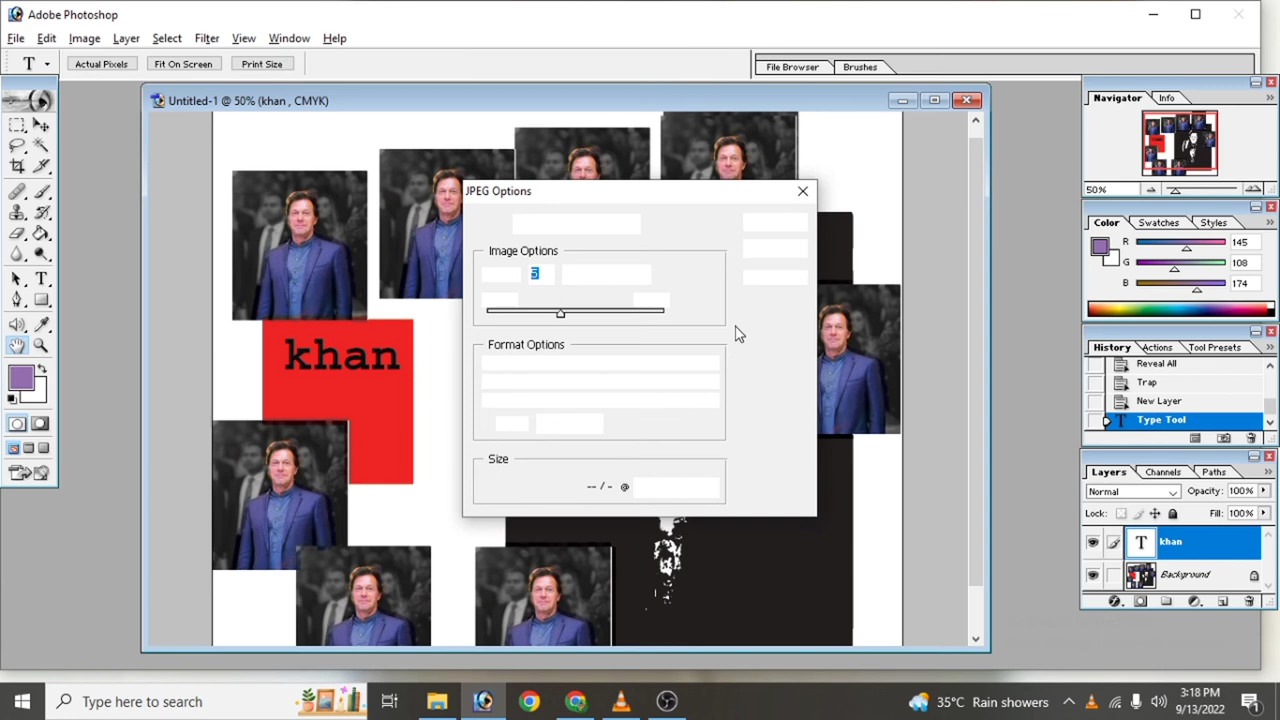 Adobe Photoshop
File Edit Image Layer Select Filter View Window Help
T Actual Pixels Fit On Screen Print Size File Browser Brushes
Untitled-1 @ 50% (khan , CMYK)
Navigator Info
50%
JPEG Options
Image Options
5
Format Options
Size
-- / - @
khan
Color Swatches Styles
R 145
G 108
B 174
History Actions Tool Presets
Reveal All
Trap
New Layer
T Type Tool
Layers Channels Paths
Normal Opacity: 100%
Lock: Fill: 100%
T khan
Background
Type here to search
35°C Rain showers
3:18 PM
9/13/2022
1